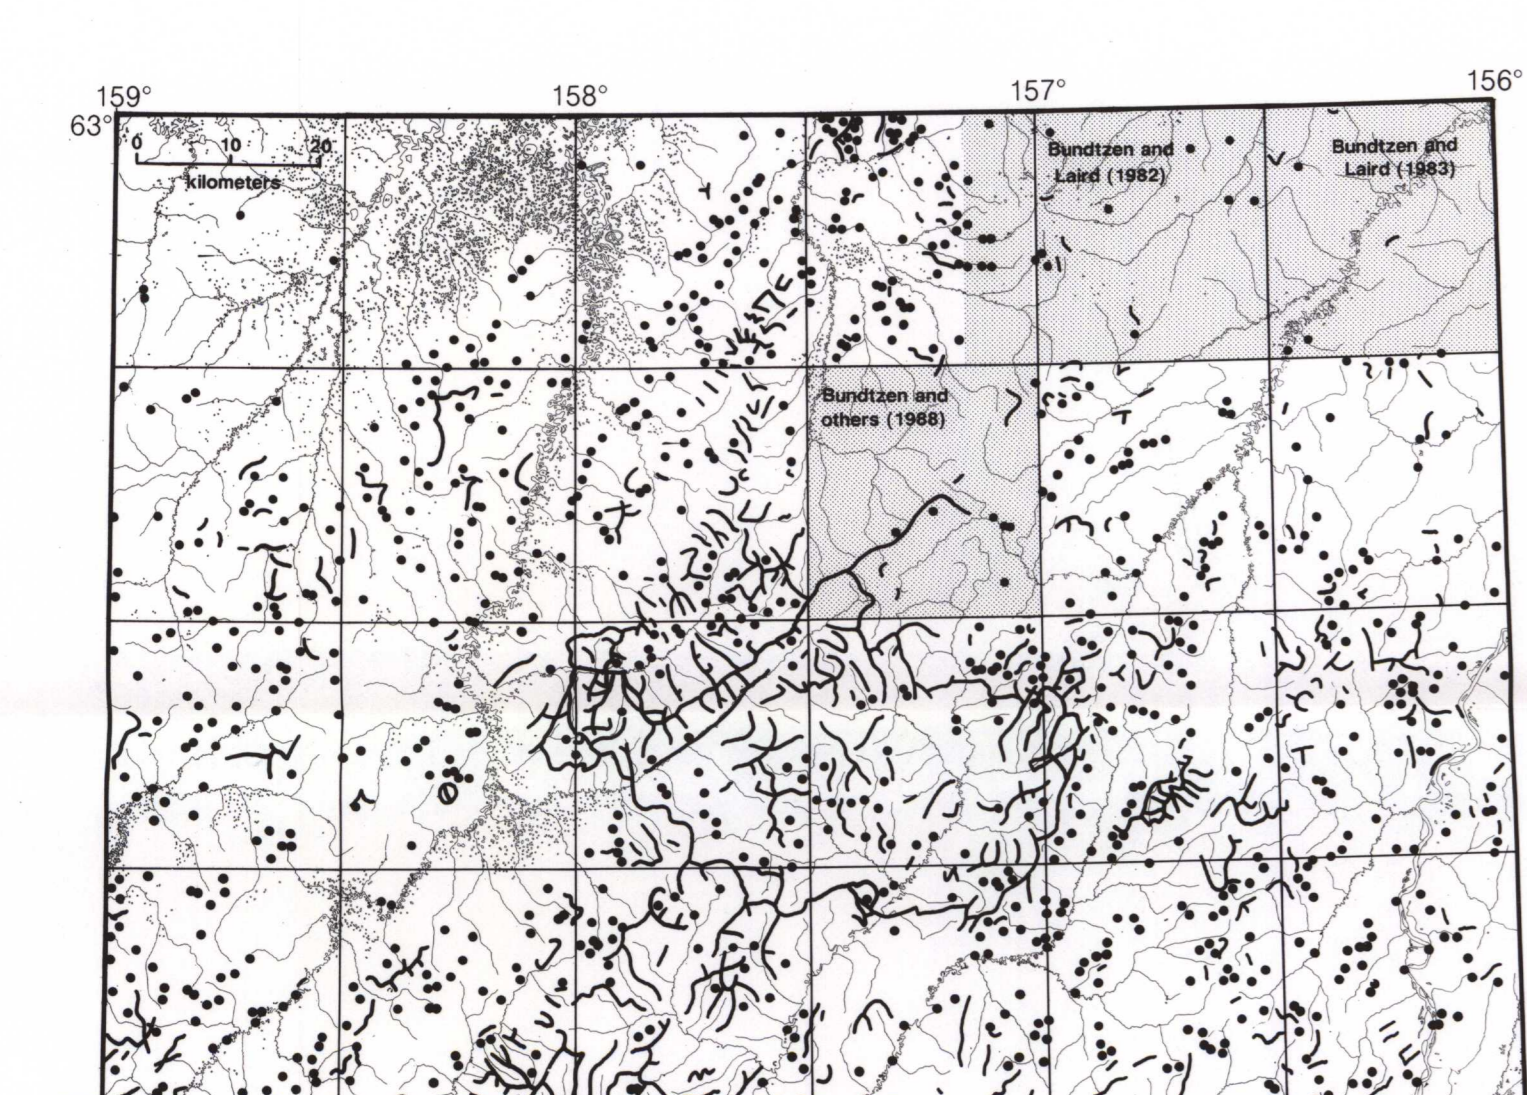 159°
158°
157°
156°
63°
0 10 20
kilometers
Bundtzen and
Laird (1982)
Bundtzen and
Laird (1983)
Bundtzen and
others (1988)